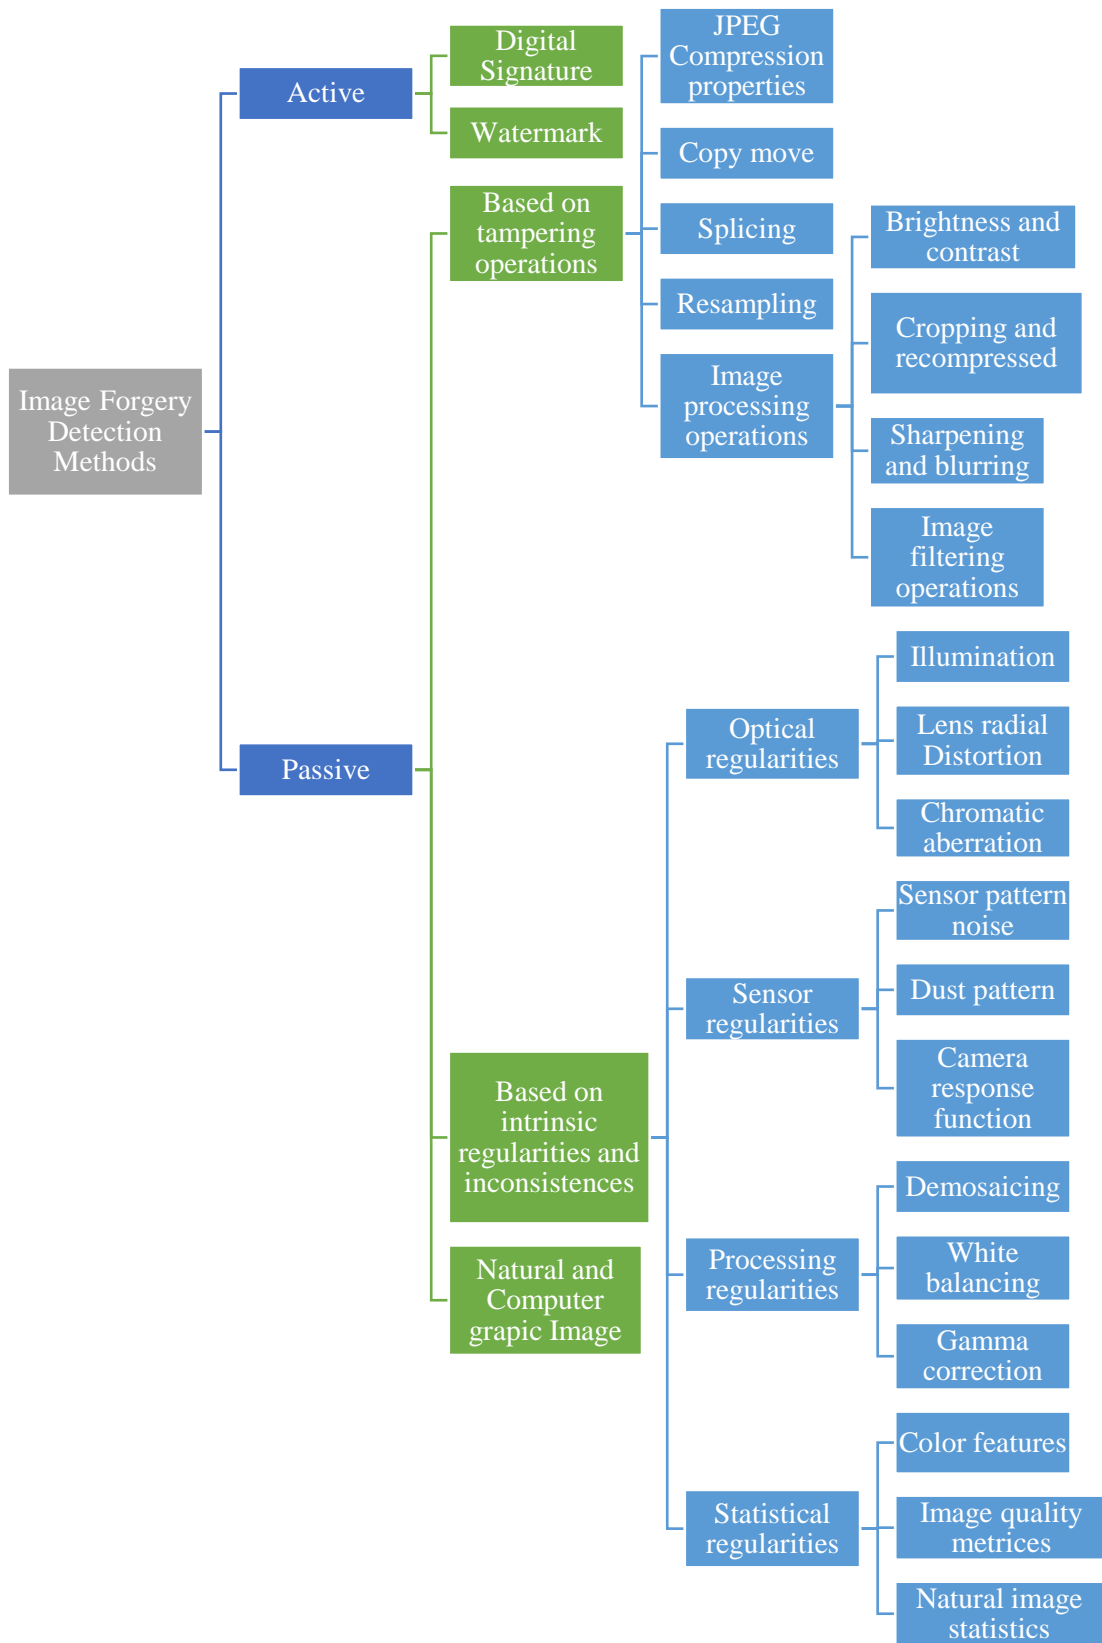 Image Forgery
Detection
Methods
Active
Digital
Signature
Watermark
Passive
Based on
tampering
operations
JPEG
Compression
properties
Copy move
Splicing
Resampling
Image
processing
operations
Brightness and
contrast
Cropping and
recompressed
Sharpening
and blurring
Image
filtering
operations
Based on
intrinsic
regularities and
inconsistences
Optical
regularities
Illumination
Lens radial
Distortion
Chromatic
aberration
Sensor
regularities
Sensor pattern
noise
Dust pattern
Camera
response
function
Processing
regularities
Demosaicing
White
balancing
Gamma
correction
Statistical
regularities
Color features
Image quality
metrices
Natural image
statistics
Natural and
Computer
grapic Image